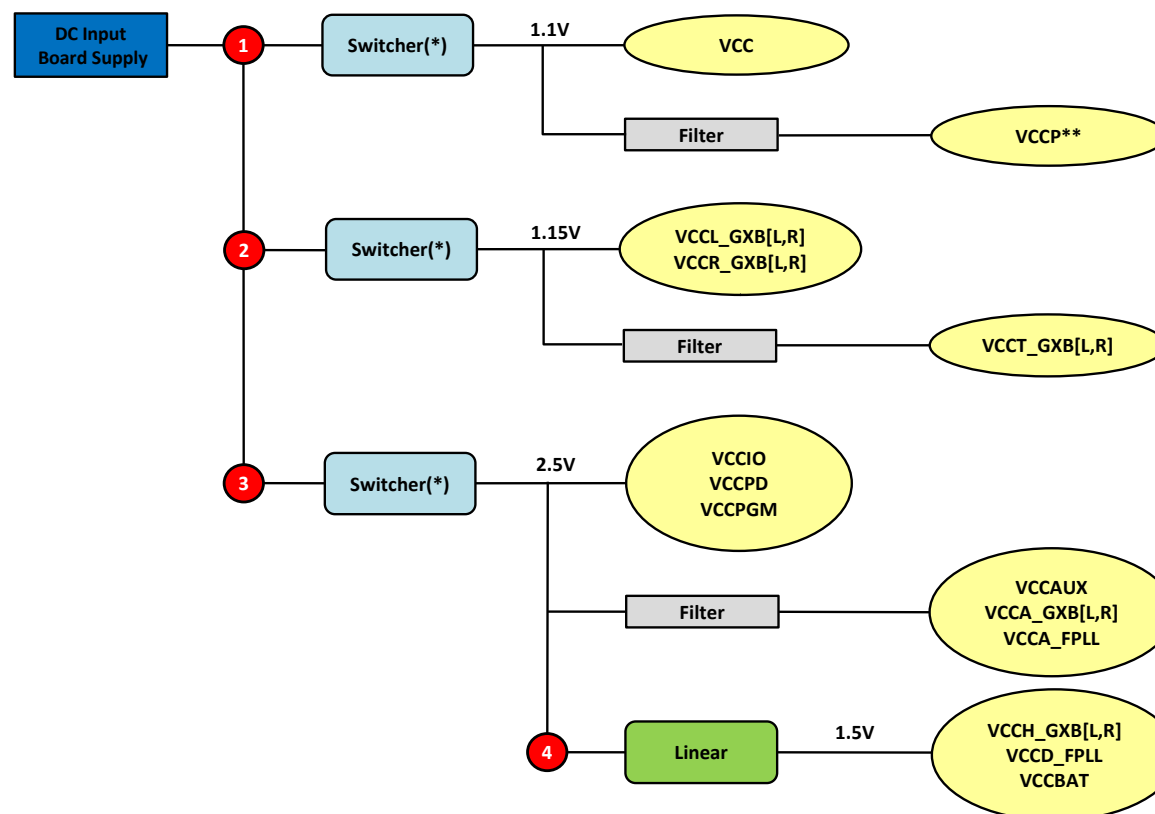 DC Input
Board Supply
1
Switcher(*)
1.1V
VCC
Filter
VCCP**
2
Switcher(*)
1.15V
VCCL_GXB[L,R]
VCCR_GXB[L,R]
Filter
VCCT_GXB[L,R]
3
Switcher(*)
2.5V
VCCIO
VCCPD
VCCPGM
Filter
VCCAUX
VCCA_GXB[L,R]
VCCA_FPLL
4
Linear
1.5V
VCCH_GXB[L,R]
VCCD_FPLL
VCCBAT